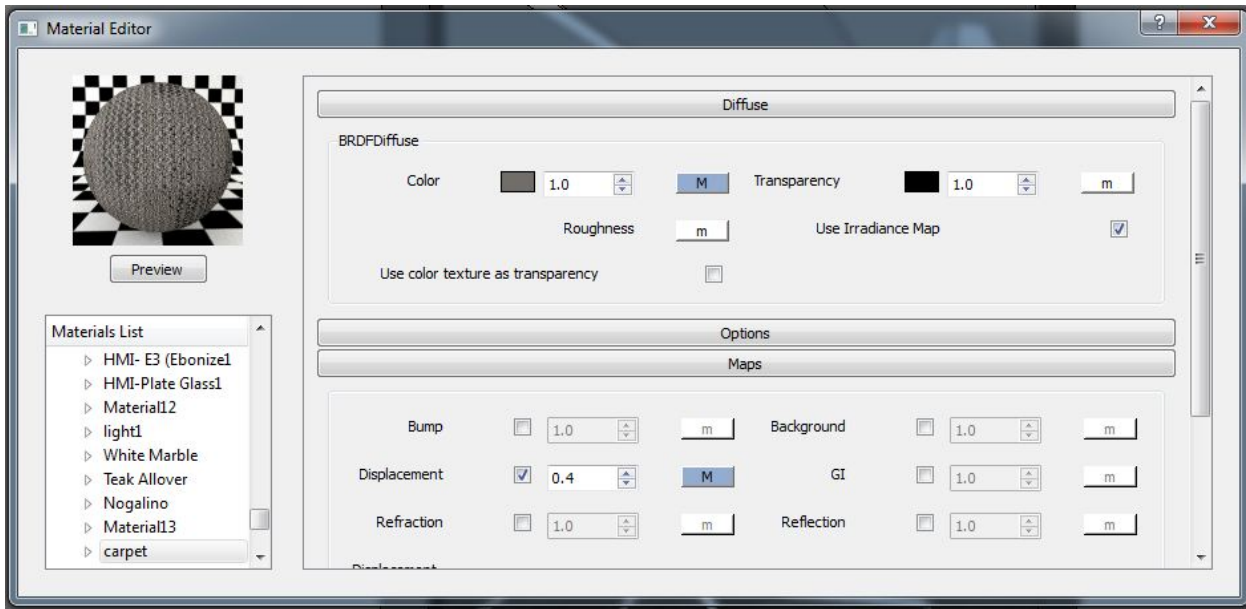 Material Editor
?
Preview
Materials List
HMI- E3 (Ebonize1
HMI-Plate Glass1
Material12
light1
White Marble
Teak Allover
Nogalino
Material13
carpet
Diffuse
BRDFDiffuse
Color 1.0 M Transparency 1.0 m
Roughness m Use Irradiance Map
Use color texture as transparency
Options
Maps
Bump 1.0 m Background 1.0 m
Displacement 0.4 M GI 1.0 m
Refraction 1.0 m Reflection 1.0 m
Displacement